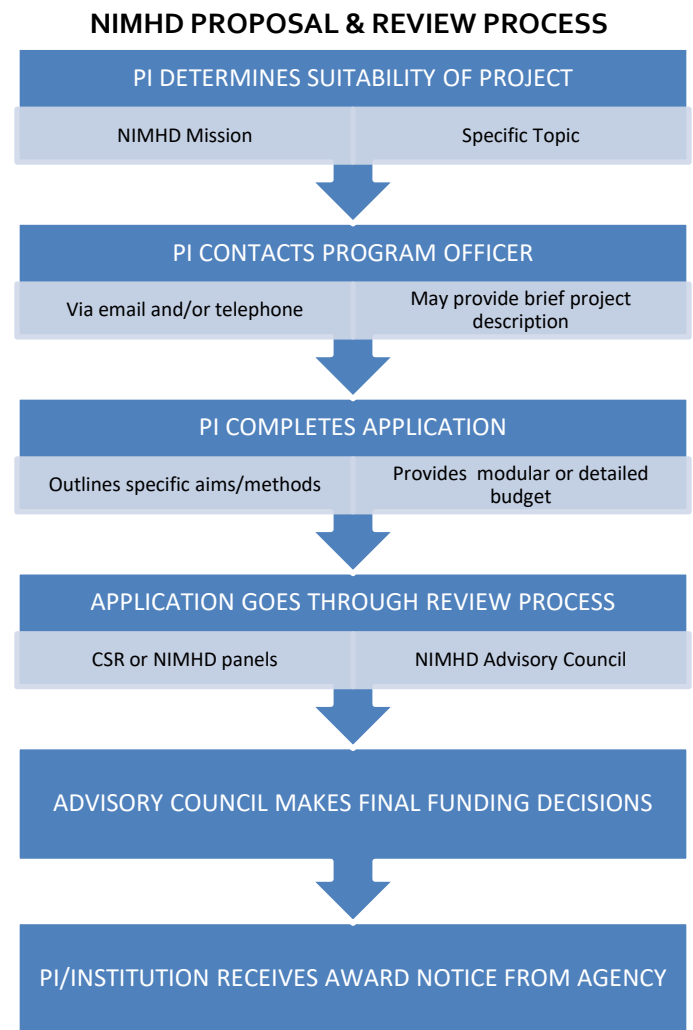 NIMHD PROPOSAL & REVIEW PROCESS
PI DETERMINES SUITABILITY OF PROJECT
NIMHD Mission
Specific Topic
PI CONTACTS PROGRAM OFFICER
Via email and/or telephone
May provide brief project
description
PI COMPLETES APPLICATION
Outlines specific aims/methods
Provides modular or detailed
budget
APPLICATION GOES THROUGH REVIEW PROCESS
CSR or NIMHD panels
NIMHD Advisory Council
ADVISORY COUNCIL MAKES FINAL FUNDING DECISIONS
PI/INSTITUTION RECEIVES AWARD NOTICE FROM AGENCY